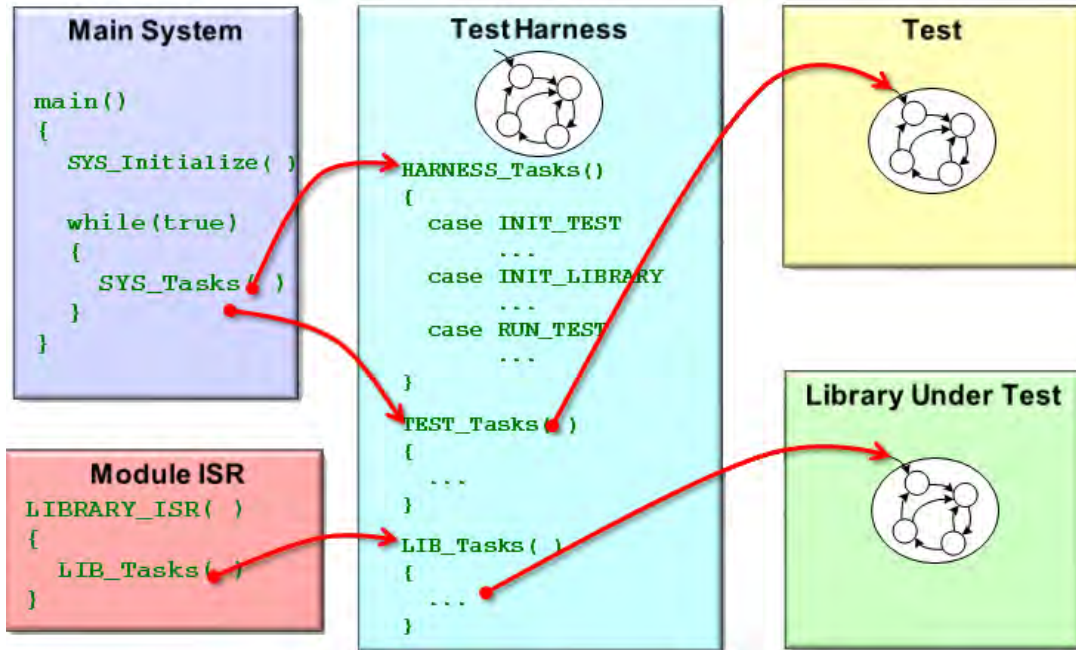 Main System
main()
{
SYS_Initialize( )
while(true)
{
SYS_Tasks( )
}
}
Module ISR
LIBRARY_ISR( )
{
LIB_Tasks( )
}
Test Harness
HARNESS_Tasks()
{
case INIT_TEST
...
case INIT_LIBRARY
...
case RUN_TEST
...
}
TEST_Tasks( )
{
...
}
LIB_Tasks( )
{
...
}
Test
Library Under Test